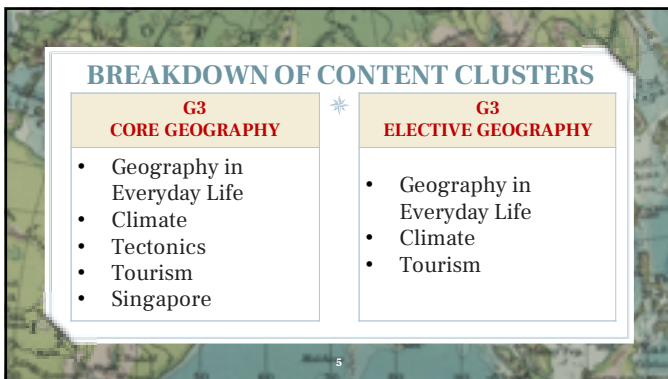 BREAKDOWN OF CONTENT CLUSTERS
G3
CORE GEOGRAPHY
• Geography in
Everyday Life
• Climate
• Tectonics
• Tourism
• Singapore
G3
ELECTIVE GEOGRAPHY
• Geography in
Everyday Life
• Climate
• Tourism
5